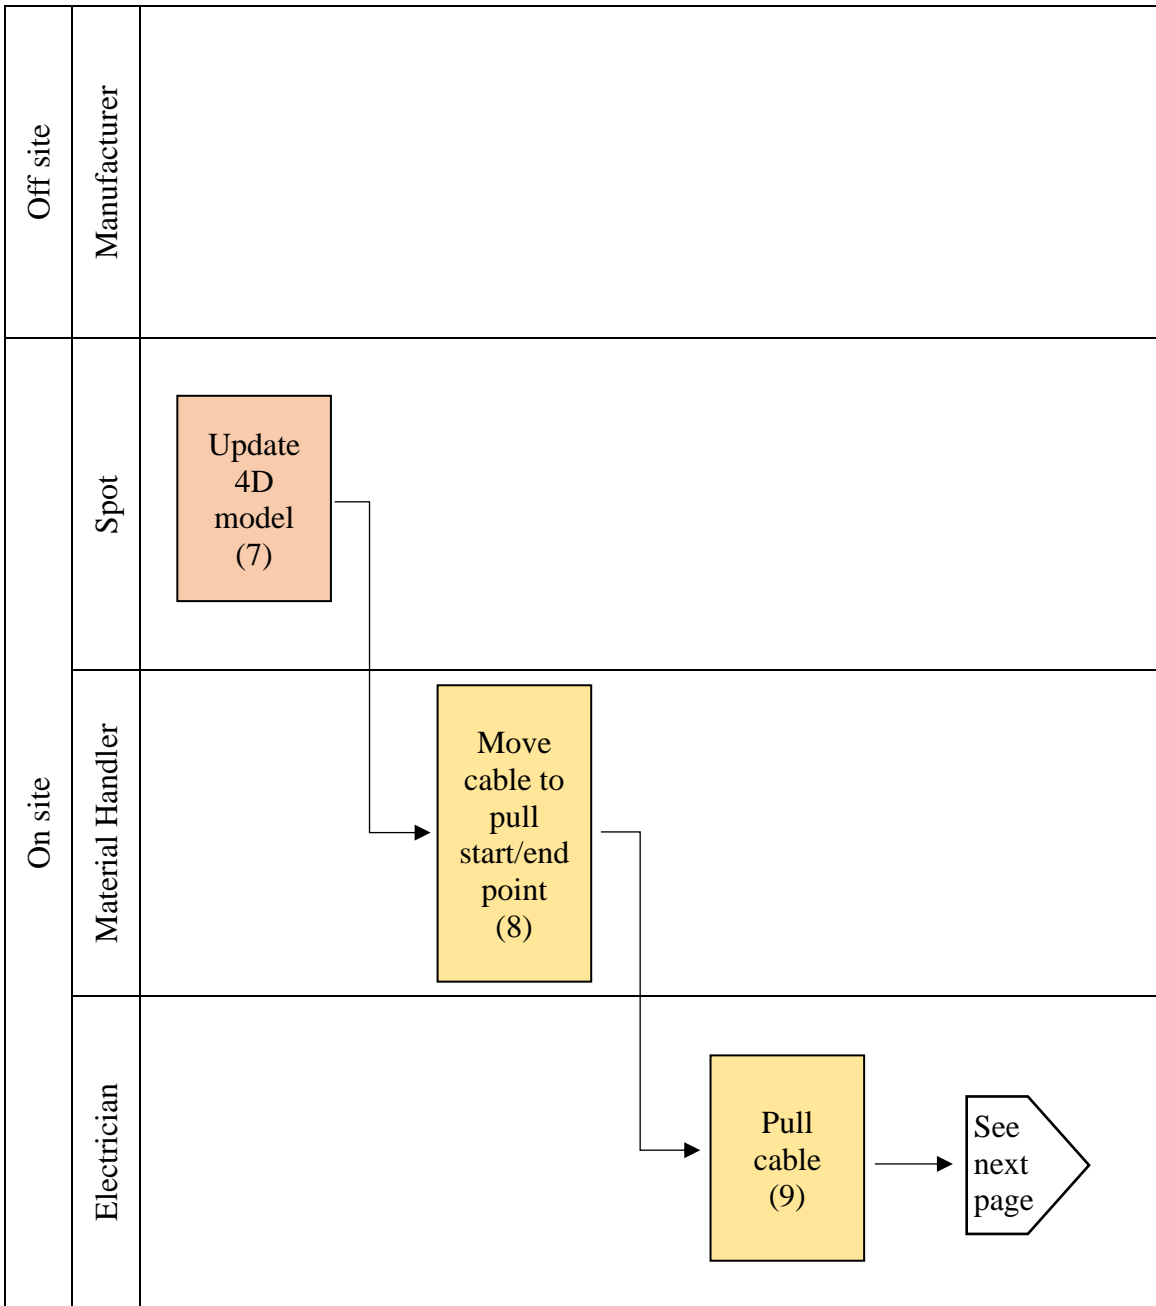 Off site
Manufacturer
On site
Spot
Update
4D
model
(7)
Material Handler
Move
cable to
pull
start/end
point
(8)
Electrician
Pull
cable
(9)
See
next
page